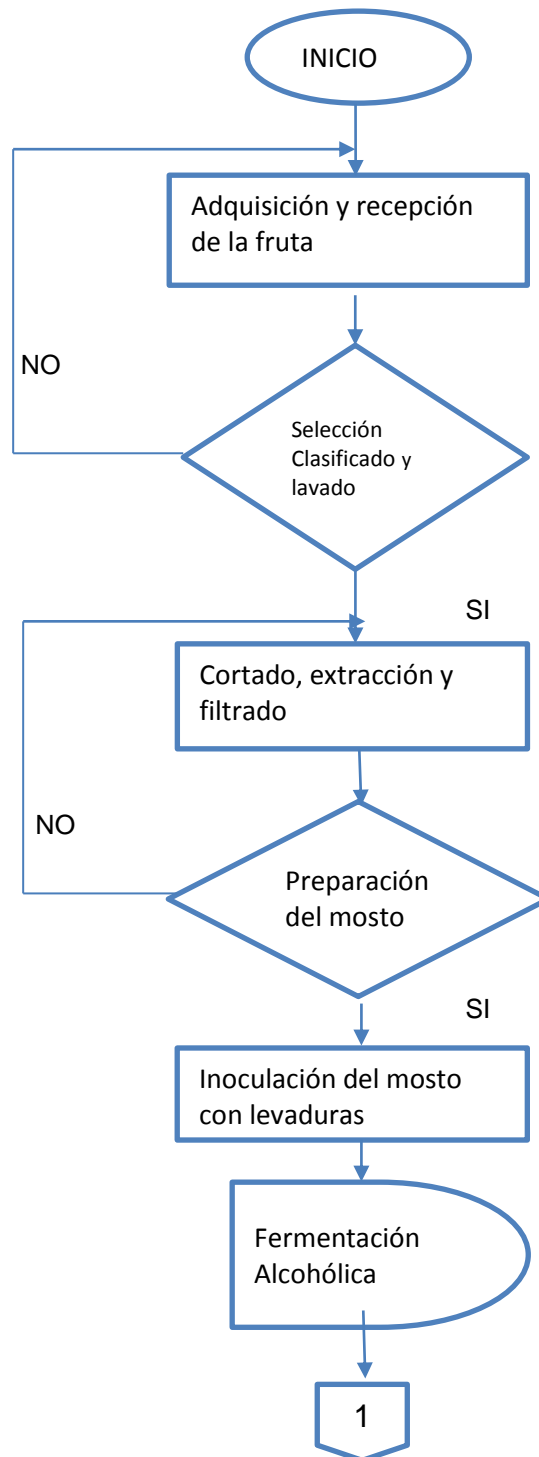 INICIO
Adquisición y recepción
de la fruta
NO
Selección
Clasificado y
lavado
SI
Cortado, extracción y
filtrado
NO
Preparación
del mosto
SI
Inoculación del mosto
con levaduras
Fermentación
Alcohólica
1